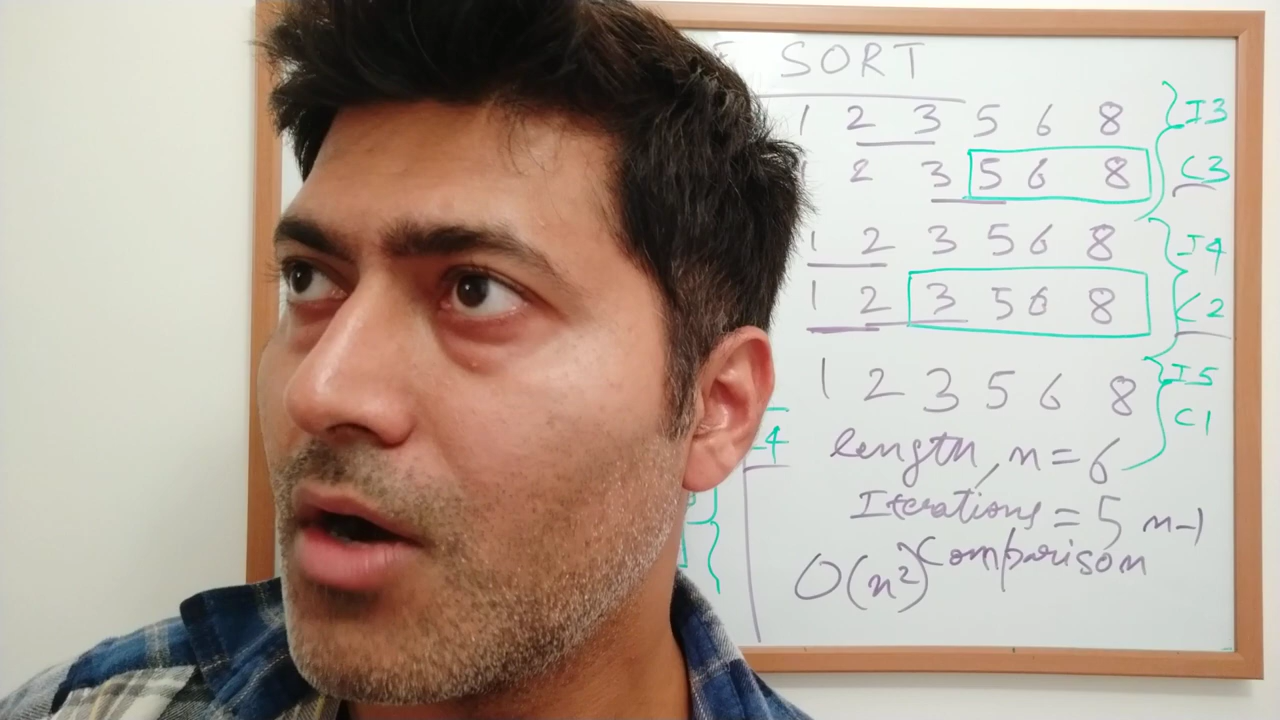 SORT
1 2 3 5 6 8 I3
2 3 5 6 8 C3
1 2 3 5 6 8 I4
1 2 3 5 6 8 C2
1 2 3 5 6 8 I5
C1
4
length, n = 6
Iterations = 5 n-1
O(n²) Comparison